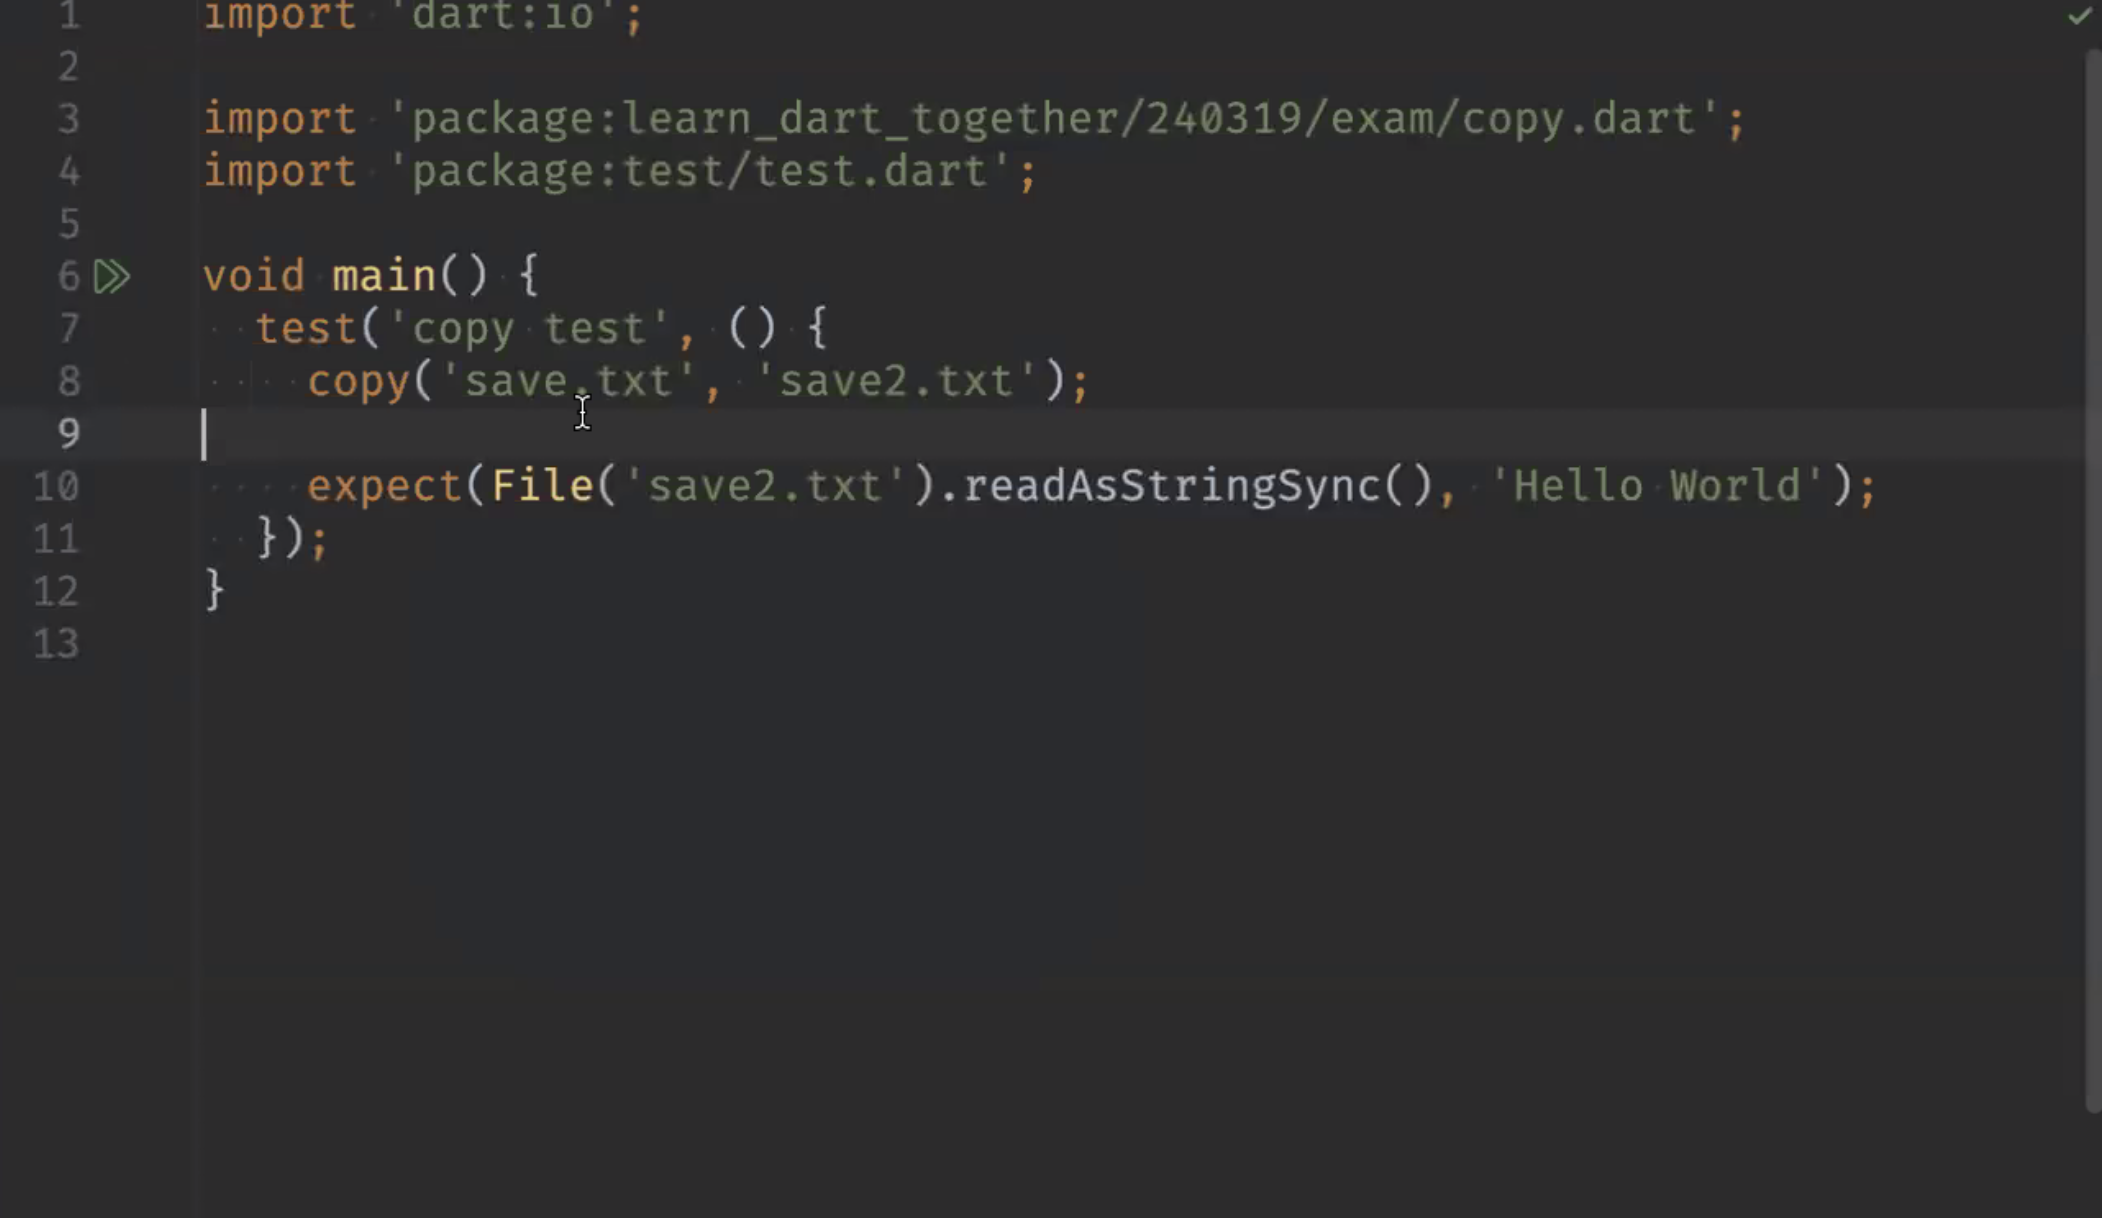 1 import 'dart:io';
2
3 import 'package:learn_dart_together/240319/exam/copy.dart';
4 import 'package:test/test.dart';
5
6 void main() {
7 test('copy test', () {
8 copy('save.txt', 'save2.txt');
9
10 expect(File('save2.txt').readAsStringSync(), 'Hello World');
11 });
12 }
13